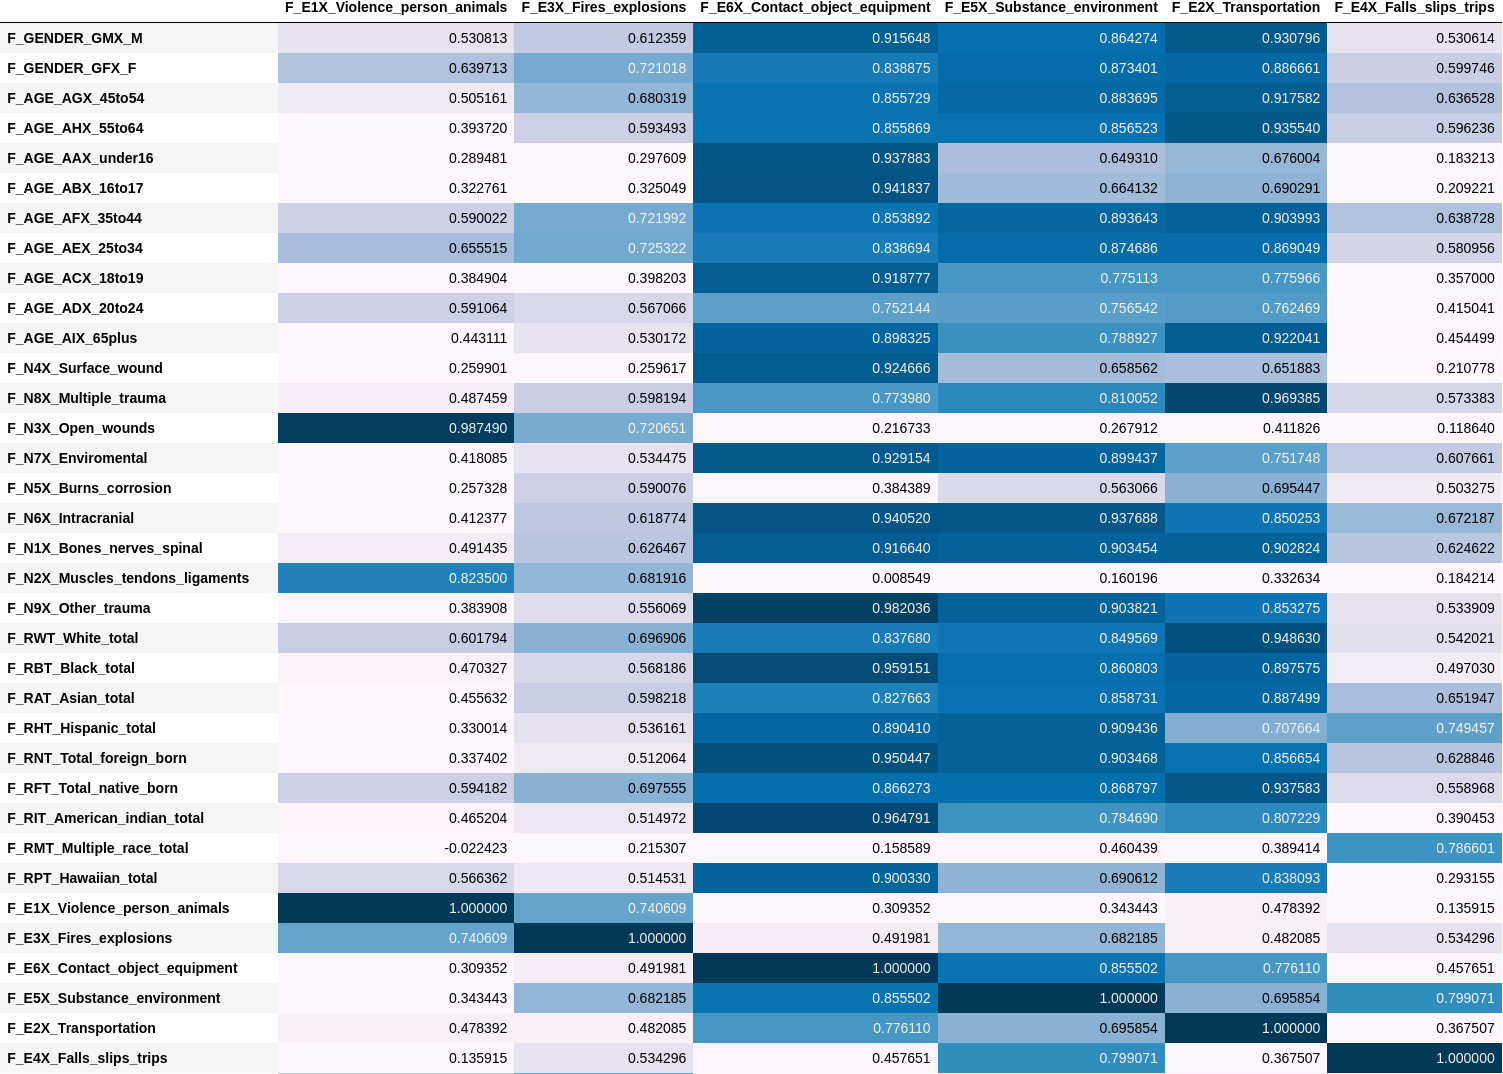 F_E1X_Violence_person_animals F_E3X_Fires_explosions F_E6X_Contact_object_equipment F_E5X_Substance_environment F_E2X_Transportation F_E4X_Falls_slips_trips
F_GENDER_GMX_M 0.530813 0.612359 0.915648 0.864274 0.930796 0.530614
F_GENDER_GFX_F 0.639713 0.721018 0.838875 0.873401 0.886661 0.599746
F_AGE_AGX_45to54 0.505161 0.680319 0.855729 0.883695 0.917582 0.636528
F_AGE_AHX_55to64 0.393720 0.593493 0.855869 0.856523 0.935540 0.596236
F_AGE_AAX_under16 0.289481 0.297609 0.937883 0.649310 0.676004 0.183213
F_AGE_ABX_16to17 0.322761 0.325049 0.941837 0.664132 0.690291 0.209221
F_AGE_AFX_35to44 0.590022 0.721992 0.853892 0.893643 0.903993 0.638728
F_AGE_AEX_25to34 0.655515 0.725322 0.838694 0.874686 0.869049 0.580956
F_AGE_ACX_18to19 0.384904 0.398203 0.918777 0.775113 0.775966 0.357000
F_AGE_ADX_20to24 0.591064 0.567066 0.752144 0.756542 0.762469 0.415041
F_AGE_AIX_65plus 0.443111 0.530172 0.898325 0.788927 0.922041 0.454499
F_N4X_Surface_wound 0.259901 0.259617 0.924666 0.658562 0.651883 0.210778
F_N8X_Multiple_trauma 0.487459 0.598194 0.773980 0.810052 0.969385 0.573383
F_N3X_Open_wounds 0.987490 0.720651 0.216733 0.267912 0.411826 0.118640
F_N7X_Enviromental 0.418085 0.534475 0.929154 0.899437 0.751748 0.607661
F_N5X_Burns_corrosion 0.257328 0.590076 0.384389 0.563066 0.695447 0.503275
F_N6X_Intracranial 0.412377 0.618774 0.940520 0.937688 0.850253 0.672187
F_N1X_Bones_nerves_spinal 0.491435 0.626467 0.916640 0.903454 0.902824 0.624622
F_N2X_Muscles_tendons_ligaments 0.823500 0.681916 0.008549 0.160196 0.332634 0.184214
F_N9X_Other_trauma 0.383908 0.556069 0.982036 0.903821 0.853275 0.533909
F_RWT_White_total 0.601794 0.696906 0.837680 0.849569 0.948630 0.542021
F_RBT_Black_total 0.470327 0.568186 0.959151 0.860803 0.897575 0.497030
F_RAT_Asian_total 0.455632 0.598218 0.827663 0.858731 0.887499 0.651947
F_RHT_Hispanic_total 0.330014 0.536161 0.890410 0.909436 0.707664 0.749457
F_RNT_Total_foreign_born 0.337402 0.512064 0.950447 0.903468 0.856654 0.628846
F_RFT_Total_native_born 0.594182 0.697555 0.866273 0.868797 0.937583 0.558968
F_RIT_American_indian_total 0.465204 0.514972 0.964791 0.784690 0.807229 0.390453
F_RMT_Multiple_race_total -0.022423 0.215307 0.158589 0.460439 0.389414 0.786601
F_RPT_Hawaiian_total 0.566362 0.514531 0.900330 0.690612 0.838093 0.293155
F_E1X_Violence_person_animals 1.000000 0.740609 0.309352 0.343443 0.478392 0.135915
F_E3X_Fires_explosions 0.740609 1.000000 0.491981 0.682185 0.482085 0.534296
F_E6X_Contact_object_equipment 0.309352 0.491981 1.000000 0.855502 0.776110 0.457651
F_E5X_Substance_environment 0.343443 0.682185 0.855502 1.000000 0.695854 0.799071
F_E2X_Transportation 0.478392 0.482085 0.776110 0.695854 1.000000 0.367507
F_E4X_Falls_slips_trips 0.135915 0.534296 0.457651 0.799071 0.367507 1.000000